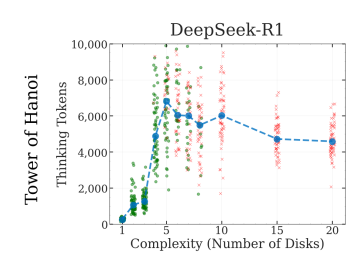 DeepSeek-R1
Tower of Hanoi
Thinking Tokens
10,000
8,000
6,000
4,000
2,000
0
1 5 10 15 20
Complexity (Number of Disks)